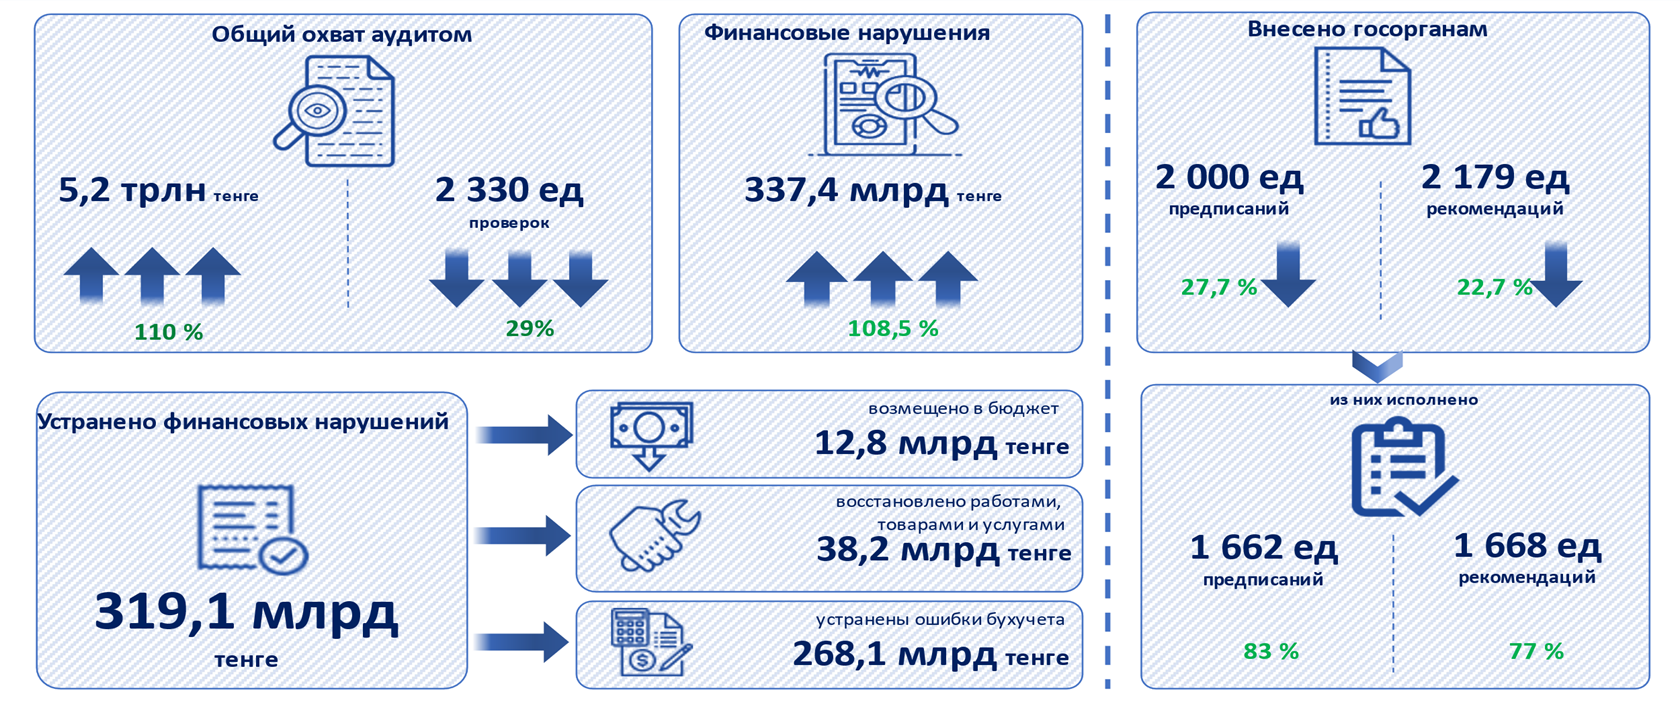 Общий охват аудитом
5,2 трлн тенге
110 %
2 330 ед
проверок
29%
Финансовые нарушения
337,4 млрд тенге
108,5 %
Внесено госорганам
2 000 ед
предписаний
27,7 %
2 179 ед
рекомендаций
22,7 %
Устранено финансовых нарушений
319,1 млрд
тенге
возмещено в бюджет
12,8 млрд тенге
восстановлено работами,
товарами и услугами
38,2 млрд тенге
устранены ошибки бухучета
268,1 млрд тенге
из них исполнено
1 662 ед
предписаний
83 %
1 668 ед
рекомендаций
77 %